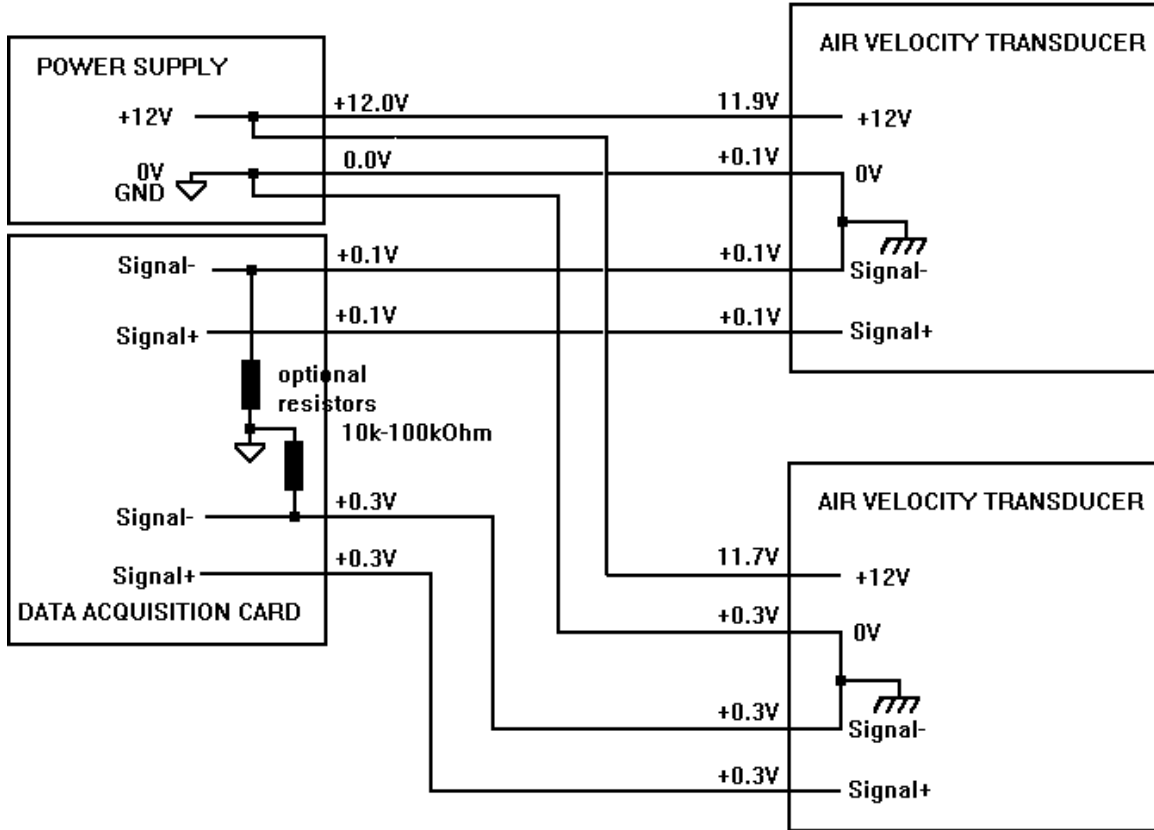 POWER SUPPLY
+12V
0V
GND
+12.0V
0.0V
11.9V
+0.1V
AIR VELOCITY TRANSDUCER
+12V
0V
Signal-
Signal+
+0.1V
+0.1V
Signal-
Signal+
+0.1V
+0.1V
optional
resistors
10k-100kOhm
Signal-
Signal+
+0.3V
+0.3V
DATA ACQUISITION CARD
AIR VELOCITY TRANSDUCER
11.7V
+12V
+0.3V
0V
+0.3V
Signal-
+0.3V
Signal+